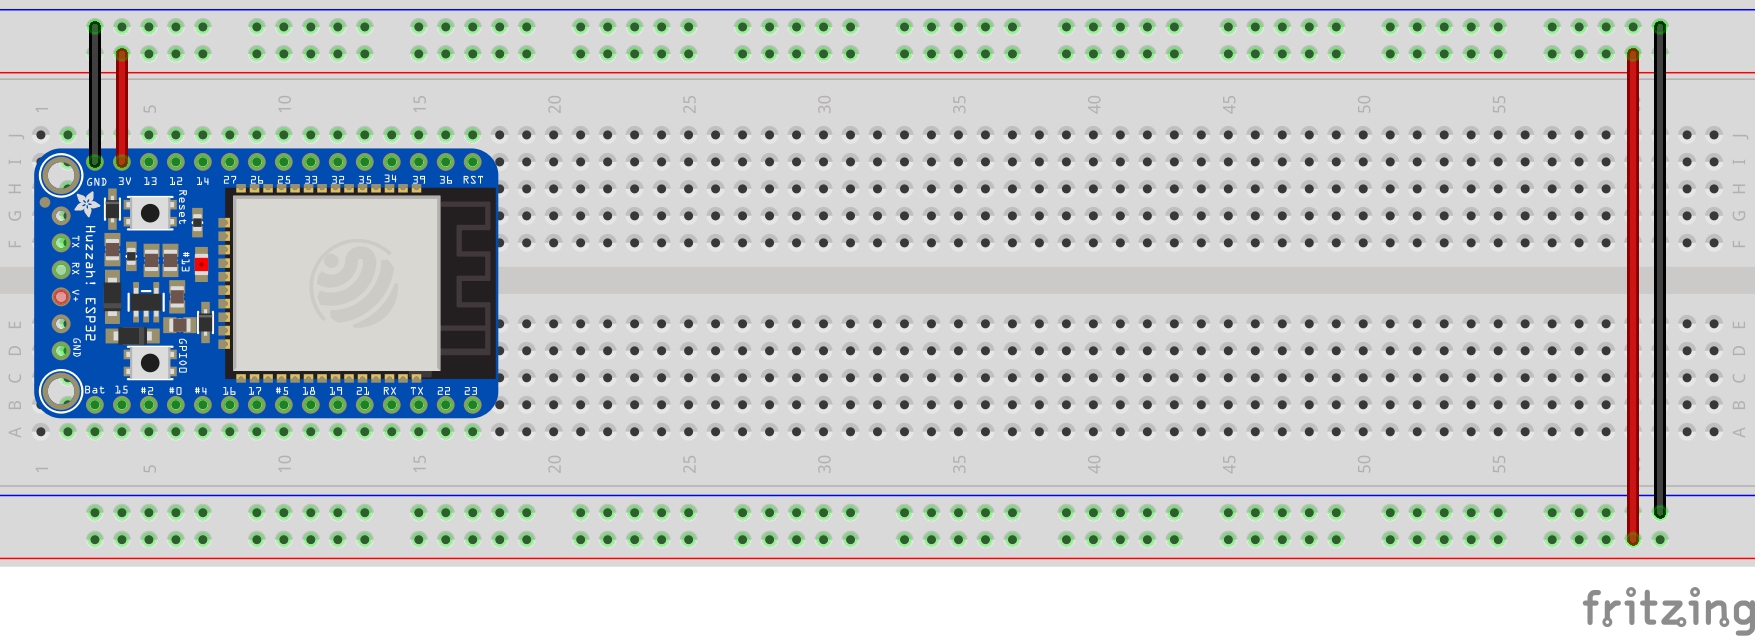 1 5 10 15 20 25 30 35 40 45 50 55
J J
I I
H H
G G
F F
GND 3V 13 12 14 27 26 25 33 32 35 34 39 36 RST
Reset
TX
RX
V+
GND
Huzzah! ESP32
#13
GPIO0
E E
D D
C C
B B
A A
Bat 15 #2 #0 #4 16 17 #5 18 19 21 RX TX 22 23
1 5 10 15 20 25 30 35 40 45 50 55
fritzing